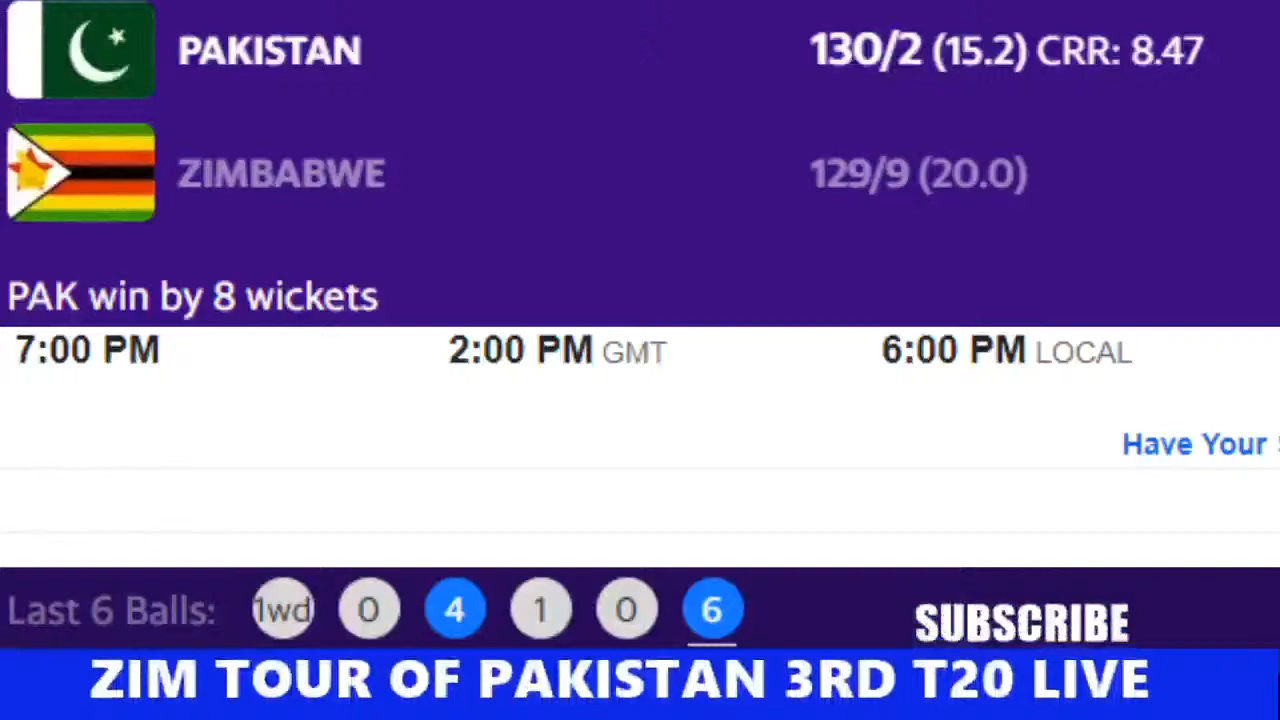 PAKISTAN 130/2 (15.2) CRR: 8.47
ZIMBABWE 129/9 (20.0)
PAK win by 8 wickets
7:00 PM 2:00 PM GMT 6:00 PM LOCAL
Have Your
Last 6 Balls: 1wd 0 4 1 0 6
SUBSCRIBE
ZIM TOUR OF PAKISTAN 3RD T20 LIVE